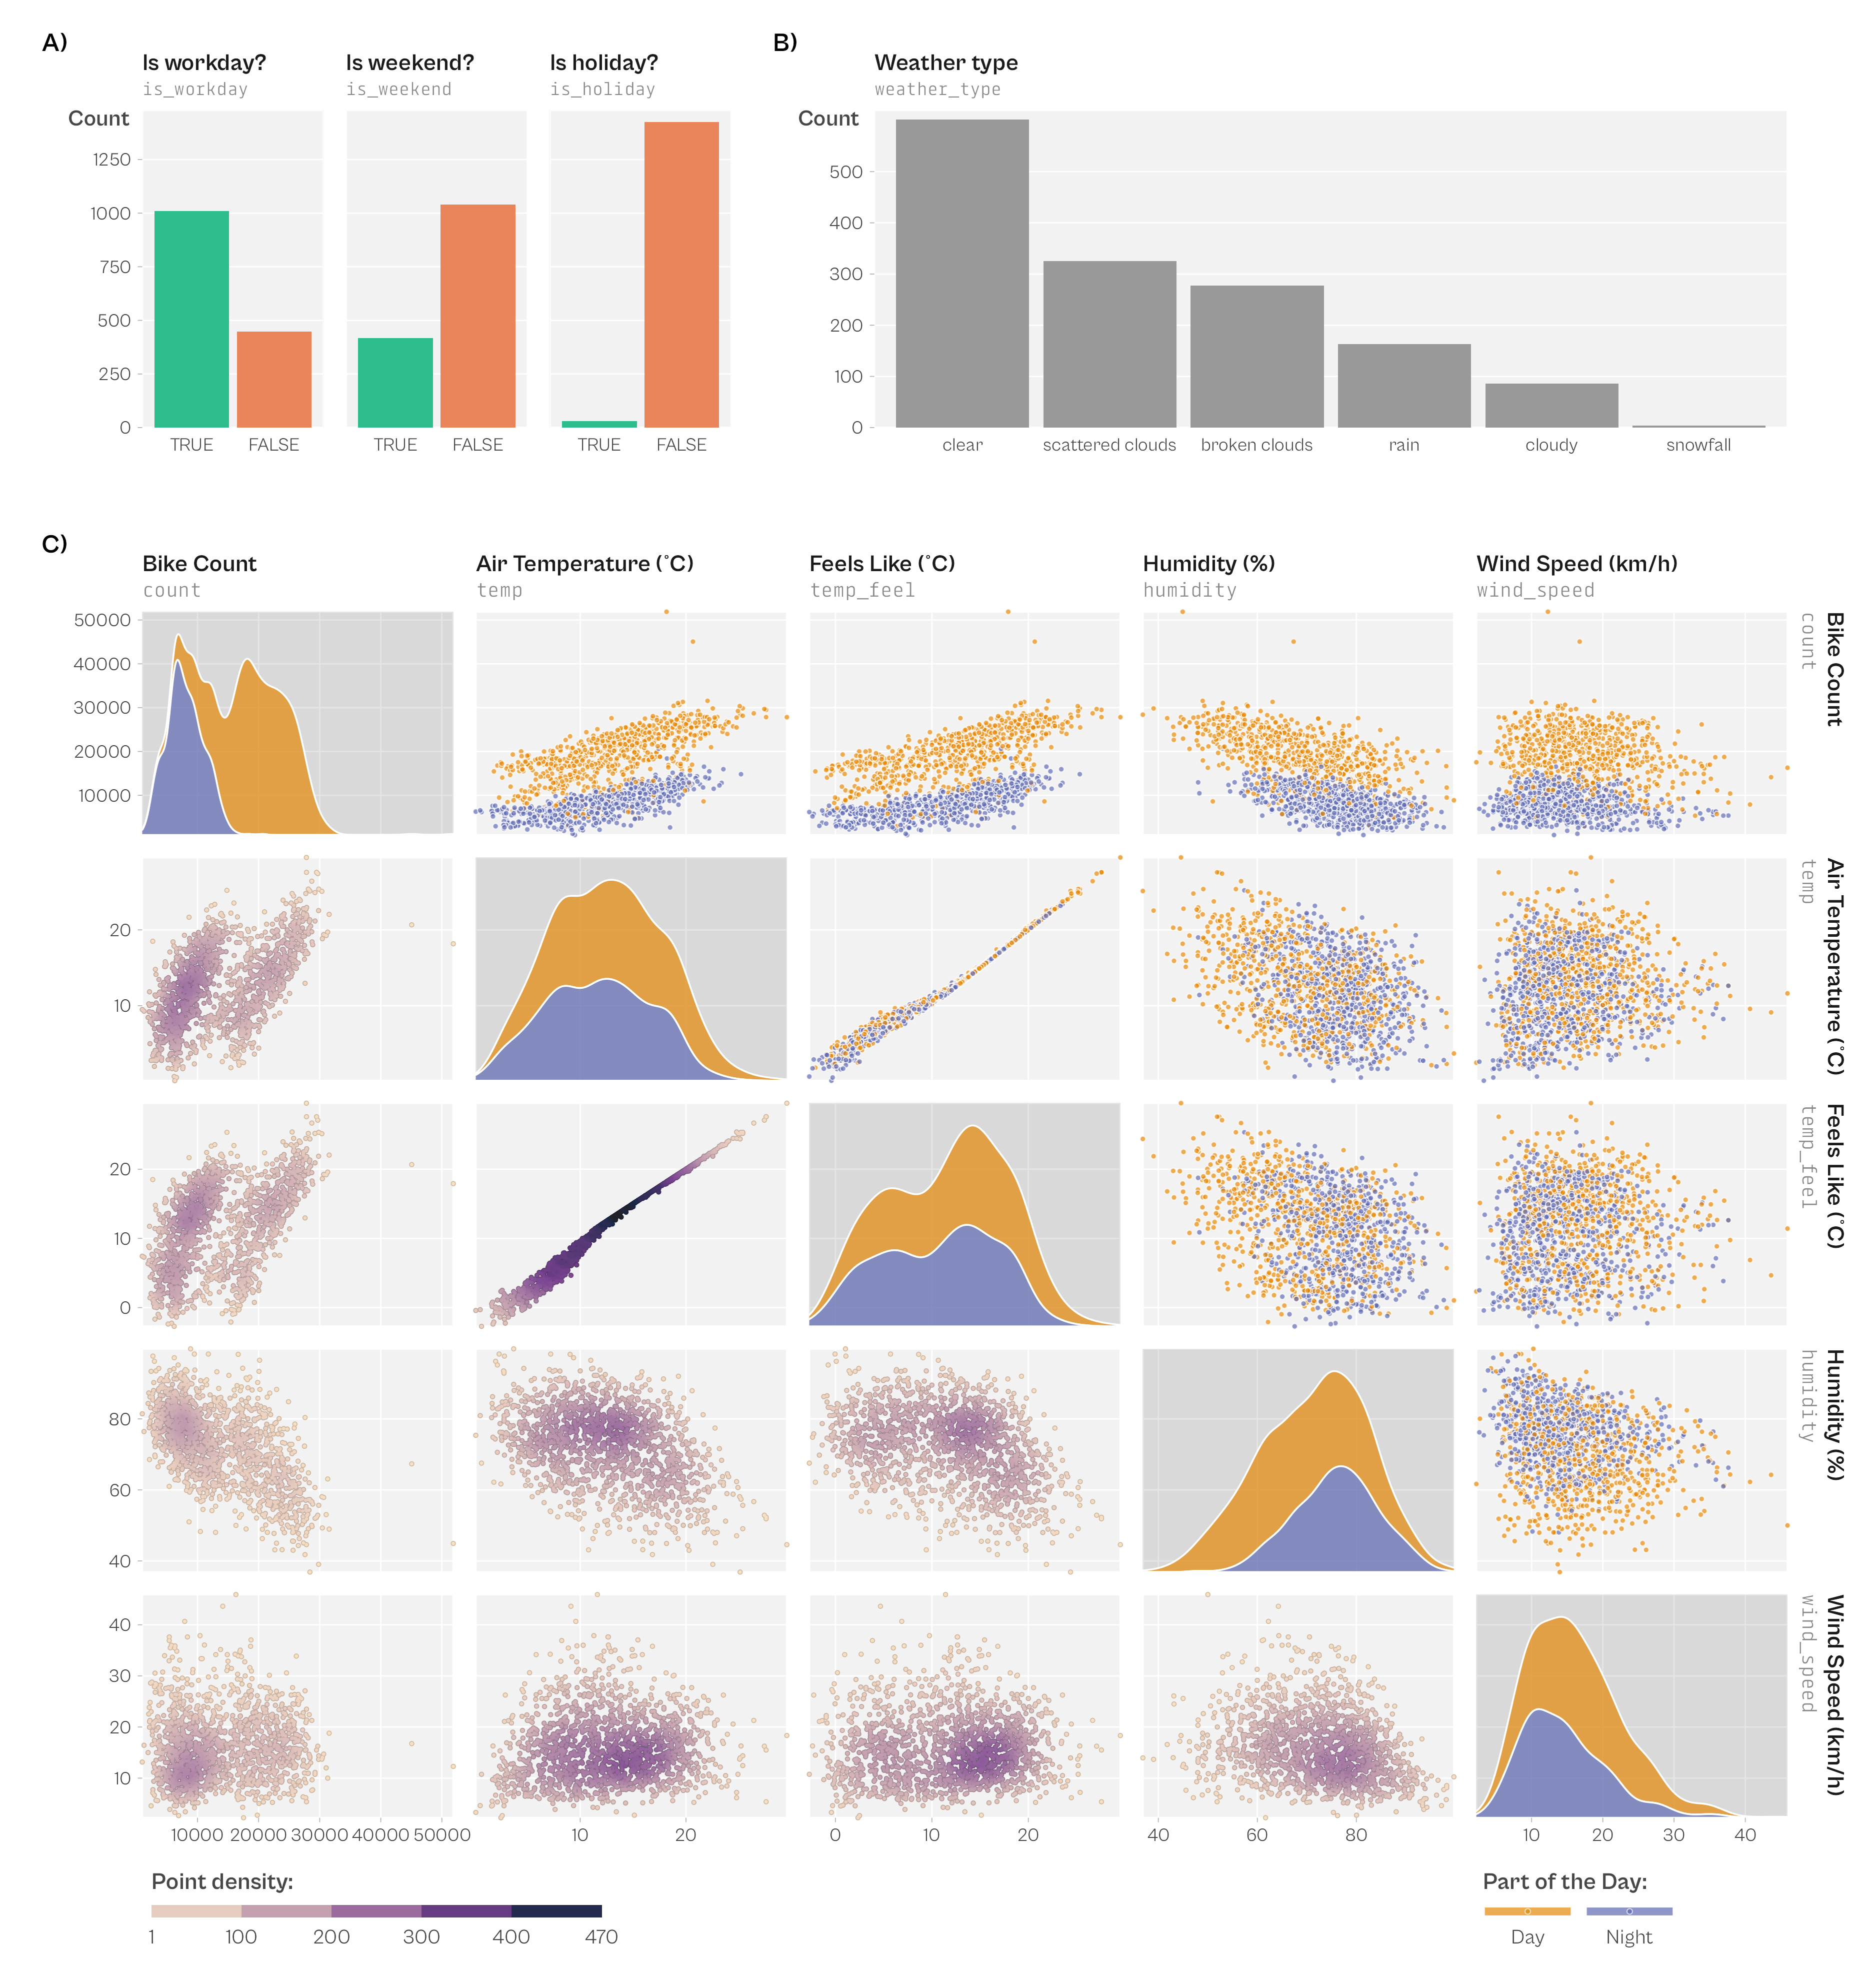 A)
Is workday?
is_workday
Is weekend?
is_weekend
Is holiday?
is_holiday
Count
1250
1000
750
500
250
0
TRUE FALSE
TRUE FALSE
TRUE FALSE
B)
Weather type
weather_type
Count
500
400
300
200
100
0
clear scattered clouds broken clouds rain cloudy snowfall
C)
Bike Count
count
Air Temperature (°C)
temp
Feels Like (°C)
temp_feel
Humidity (%)
humidity
Wind Speed (km/h)
wind_speed
50000
40000
30000
20000
10000
Bike Count
count
20
10
Air Temperature (°C)
temp
20
10
0
Feels Like (°C)
temp_feel
80
60
40
Humidity (%)
humidity
40
30
20
10
Wind Speed (km/h)
wind_speed
10000 20000 30000 40000 50000
10 20
0 10 20
40 60 80
10 20 30 40
Point density:
1 100 200 300 400 470
Part of the Day:
Day Night